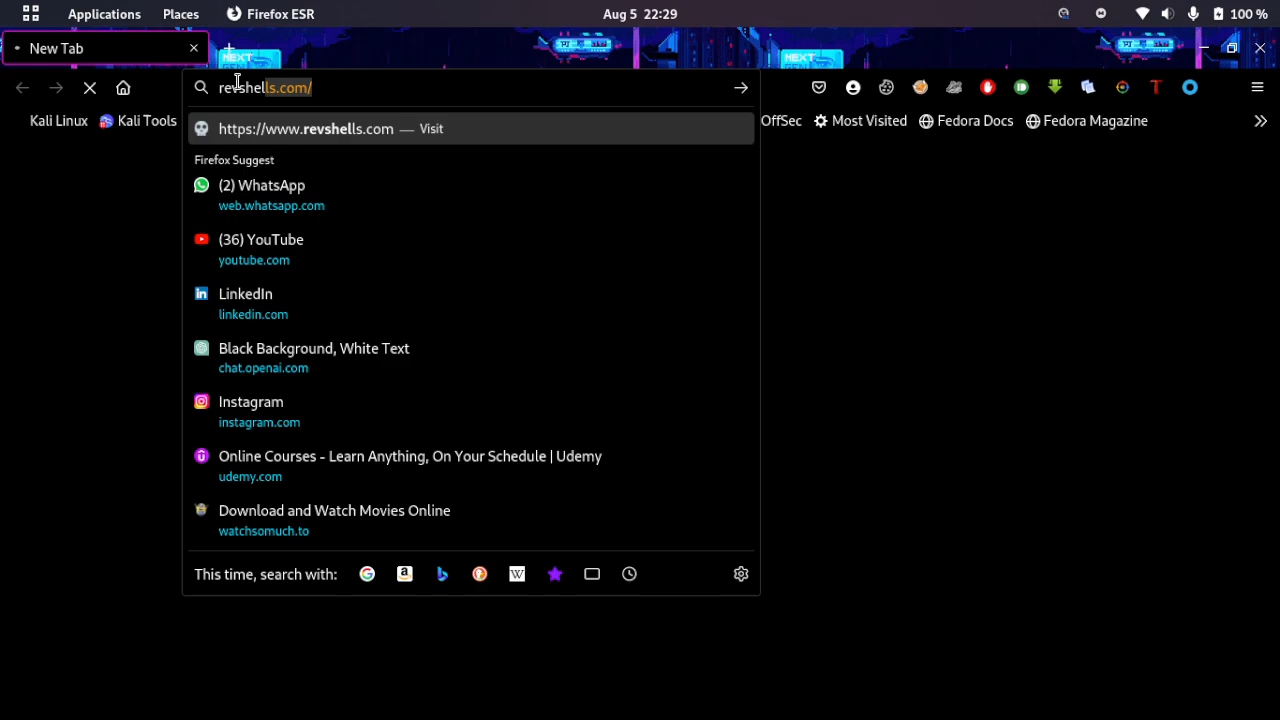 Applications Places Firefox ESR Aug 5 22:29 100 %
New Tab
NEXT NEXT
revshells.com/
Kali Linux Kali Tools OffSec Most Visited Fedora Docs Fedora Magazine
https://www.revshells.com — Visit
Firefox Suggest
(2) WhatsApp
web.whatsapp.com
(36) YouTube
youtube.com
LinkedIn
linkedin.com
Black Background, White Text
chat.openai.com
Instagram
instagram.com
Online Courses - Learn Anything, On Your Schedule | Udemy
udemy.com
Download and Watch Movies Online
watchsomuch.to
This time, search with: